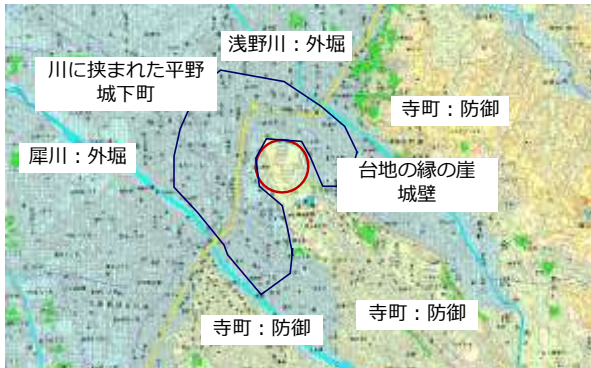 浅野川：外堀
川に挟まれた平野
城下町
寺町：防御
犀川：外堀
台地の縁の崖
城壁
寺町：防御
寺町：防御